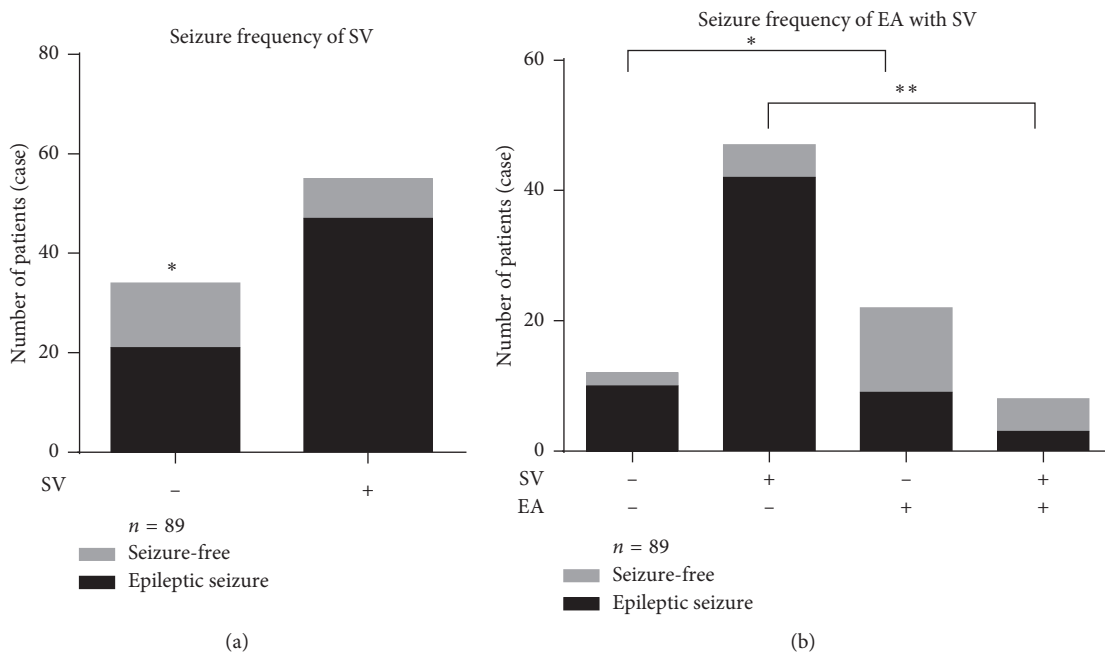 Seizure frequency of SV
80
60
40
20
0
Number of patients (case)
*
SV – +
n = 89
Seizure-free
Epileptic seizure
(a)
Seizure frequency of EA with SV
60
40
20
0
Number of patients (case)
*
**
SV – + – +
EA – – + +
n = 89
Seizure-free
Epileptic seizure
(b)